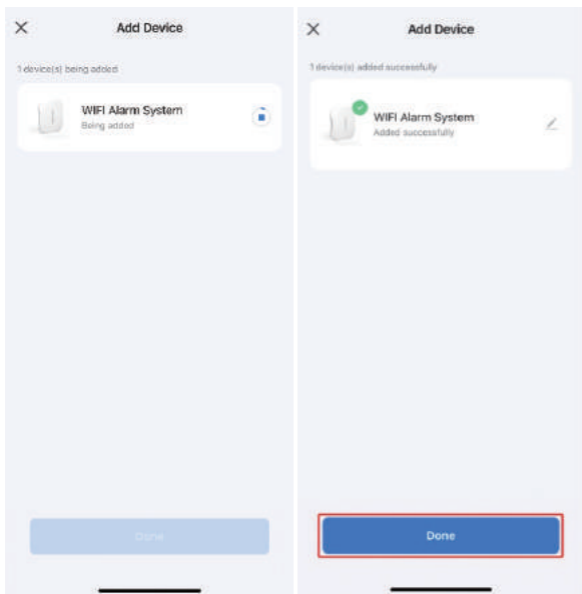 Add Device
1 device(s) being added
WIFI Alarm System
Being added
Done
Add Device
1 device(s) added successfully
WIFI Alarm System
Added successfully
Done